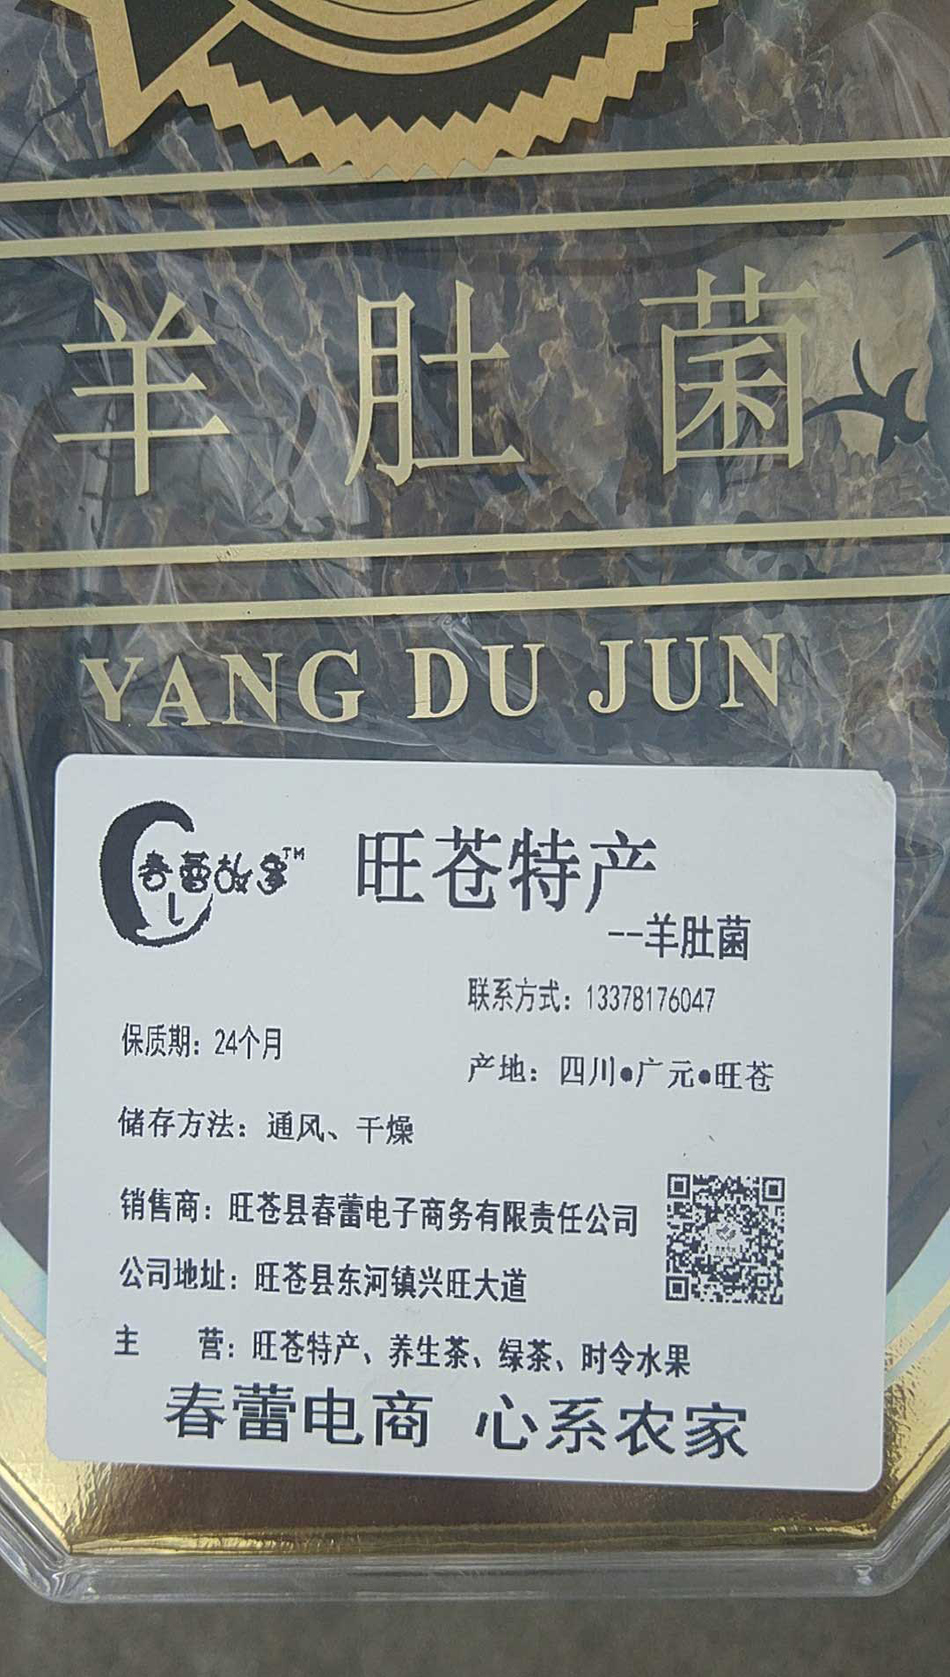 羊肚菌
YANG DU JUN
春蕾故事™
旺苍特产
--羊肚菌
联系方式：13378176047
保质期：24个月
产地：四川●广元●旺苍
储存方法：通风、干燥
销售商：旺苍县春蕾电子商务有限责任公司
公司地址：旺苍县东河镇兴旺大道
主 营：旺苍特产、养生茶、绿茶、时令水果
春蕾电商 心系农家